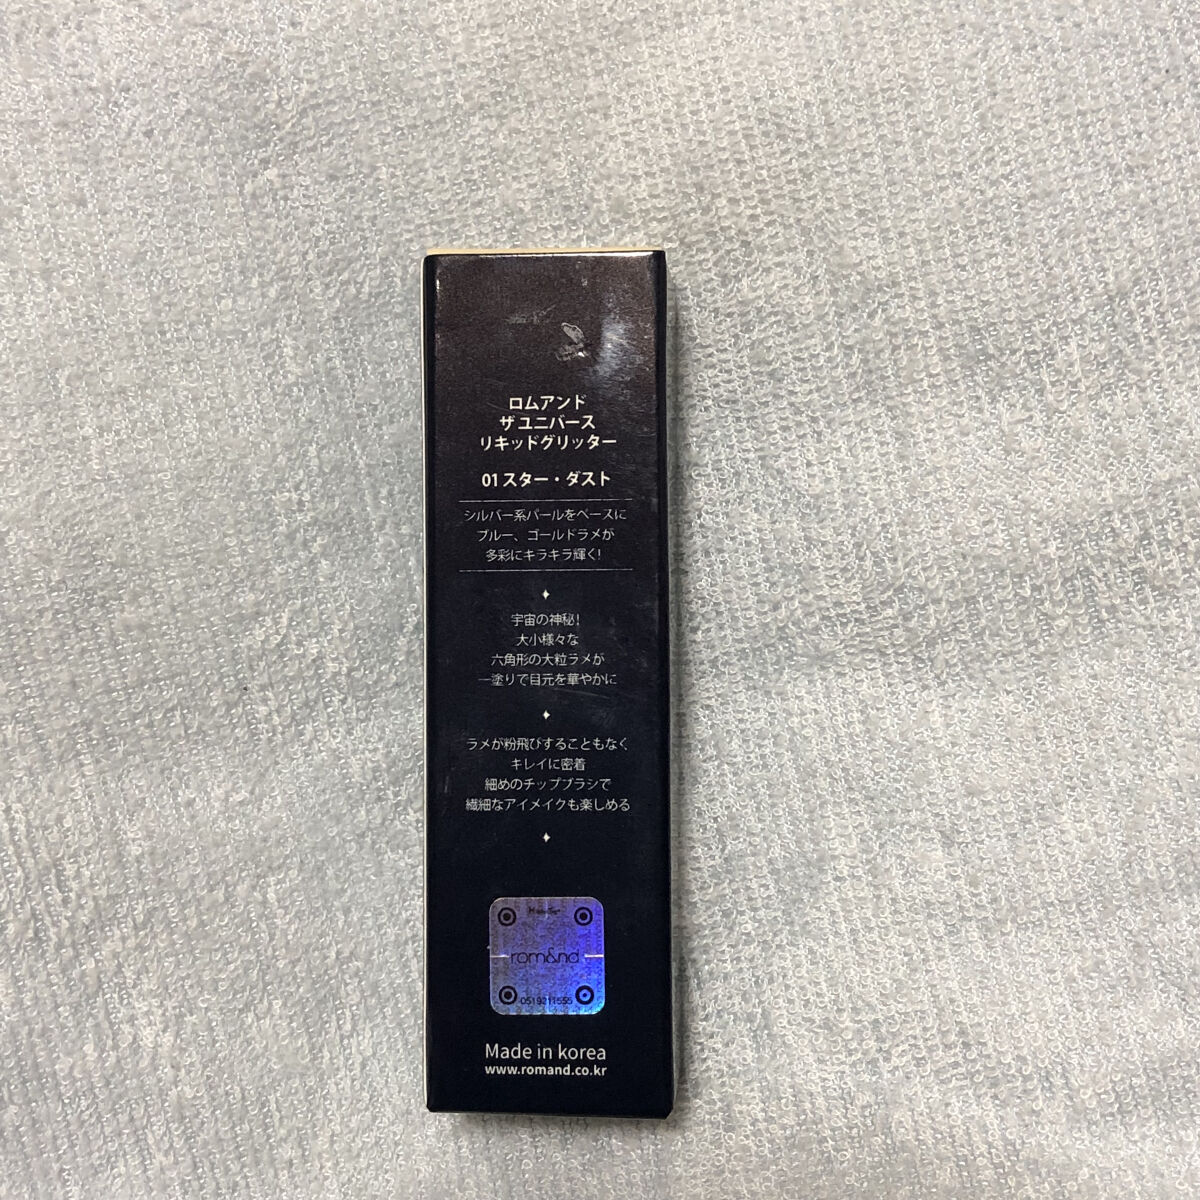 ロムアンド
ザ ユニバース
リキッドグリッター
01 スター・ダスト
シルバー系パールをベースに
ブルー、ゴールドラメが
多彩にキラキラ輝く!
宇宙の神秘!
大小様々な
六角形の大粒ラメが
一塗りで目元を華やかに
ラメが粉飛びすることもなく
キレイに密着
細めのチップブラシで
繊細なアイメイクも楽しめる
rom&nd
0519211555
Made in korea
www.romand.co.kr